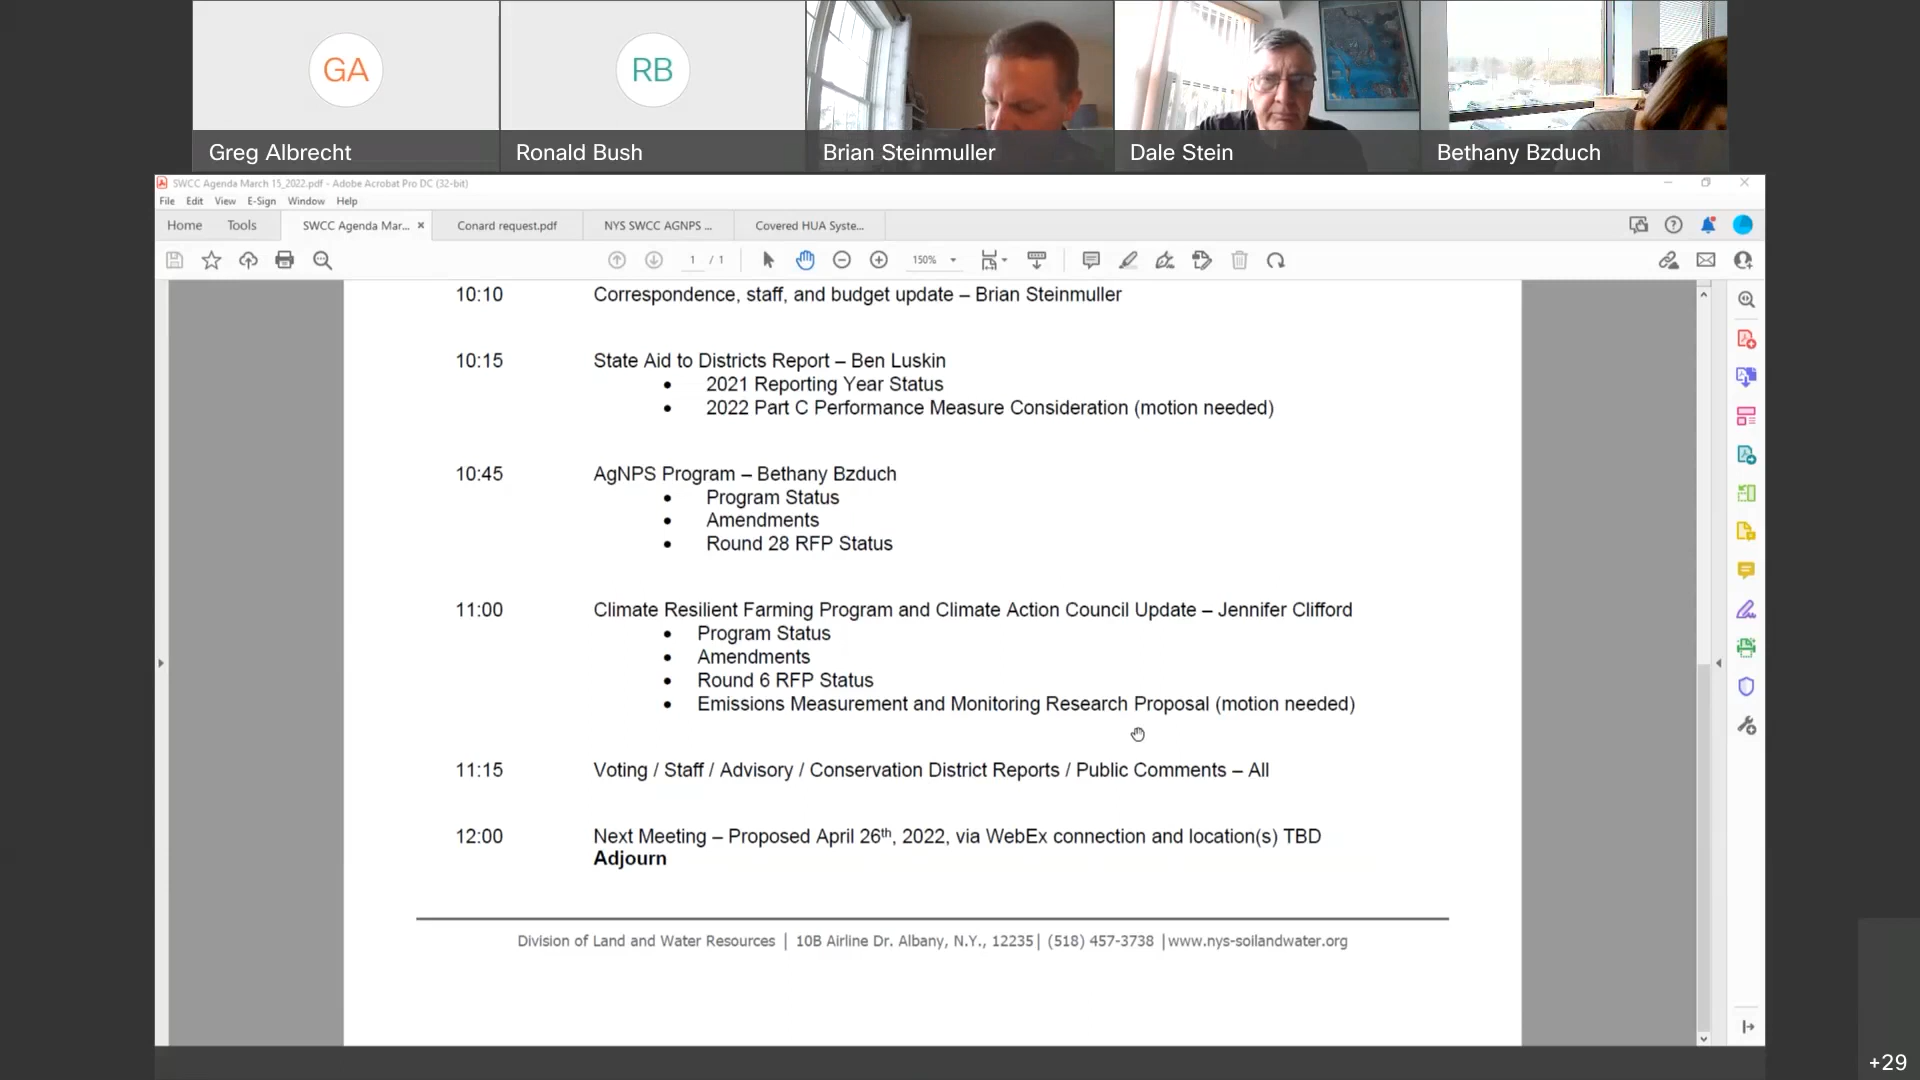 GA
RB
Greg Albrecht
Ronald Bush
Brian Steinmuller
Dale Stein
Bethany Bzduch
SWCC Agenda March 15_2022.pdf - Adobe Acrobat Pro DC (32-bit)
File Edit View E-Sign Window Help
Home Tools SWCC Agenda Mar... × Conard request.pdf NYS SWCC AGNPS ... Covered HUA Syste...
1 / 1 150%
10:10 Correspondence, staff, and budget update – Brian Steinmuller
10:15 State Aid to Districts Report – Ben Luskin
• 2021 Reporting Year Status
• 2022 Part C Performance Measure Consideration (motion needed)
10:45 AgNPS Program – Bethany Bzduch
• Program Status
• Amendments
• Round 28 RFP Status
11:00 Climate Resilient Farming Program and Climate Action Council Update – Jennifer Clifford
• Program Status
• Amendments
• Round 6 RFP Status
• Emissions Measurement and Monitoring Research Proposal (motion needed)
11:15 Voting / Staff / Advisory / Conservation District Reports / Public Comments – All
12:00 Next Meeting – Proposed April 26th, 2022, via WebEx connection and location(s) TBD
Adjourn
Division of Land and Water Resources | 10B Airline Dr. Albany, N.Y., 12235| (518) 457-3738 |www.nys-soilandwater.org
+29